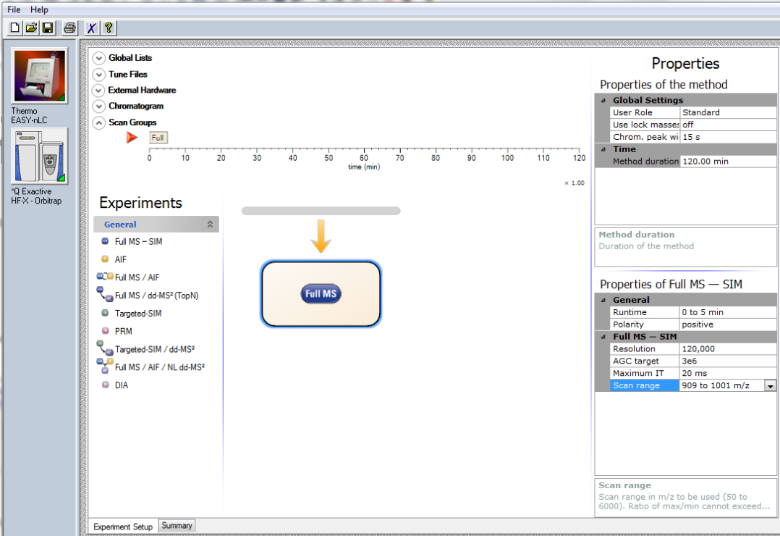 File Help
Thermo
EASY-nLC
*Q Exactive
HF-X - Orbitrap
Global Lists
Tune Files
External Hardware
Chromatogram
Scan Groups
Full
0 10 20 30 40 50 60 70 80 90 100 110 120
time (min)
× 1.00
Experiments
General
Full MS – SIM
AIF
Full MS / AIF
Full MS / dd-MS² (TopN)
Targeted-SIM
PRM
Targeted-SIM / dd-MS²
Full MS / AIF / NL dd-MS²
DIA
Full MS
Experiment Setup Summary
Properties
Properties of the method
Global Settings
User Role Standard
Use lock masses off
Chrom. peak wi 15 s
Time
Method duration 120.00 min
Method duration
Duration of the method
Properties of Full MS — SIM
General
Runtime 0 to 5 min
Polarity positive
Full MS — SIM
Resolution 120,000
AGC target 3e6
Maximum IT 20 ms
Scan range 909 to 1001 m/z
Scan range
Scan range in m/z to be used (50 to
6000). Ratio of max/min cannot exceed...